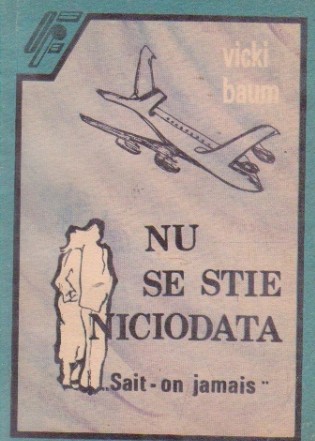 vicki
baum
NU
SE STIE
NICIODATA
„Sait-on jamais"